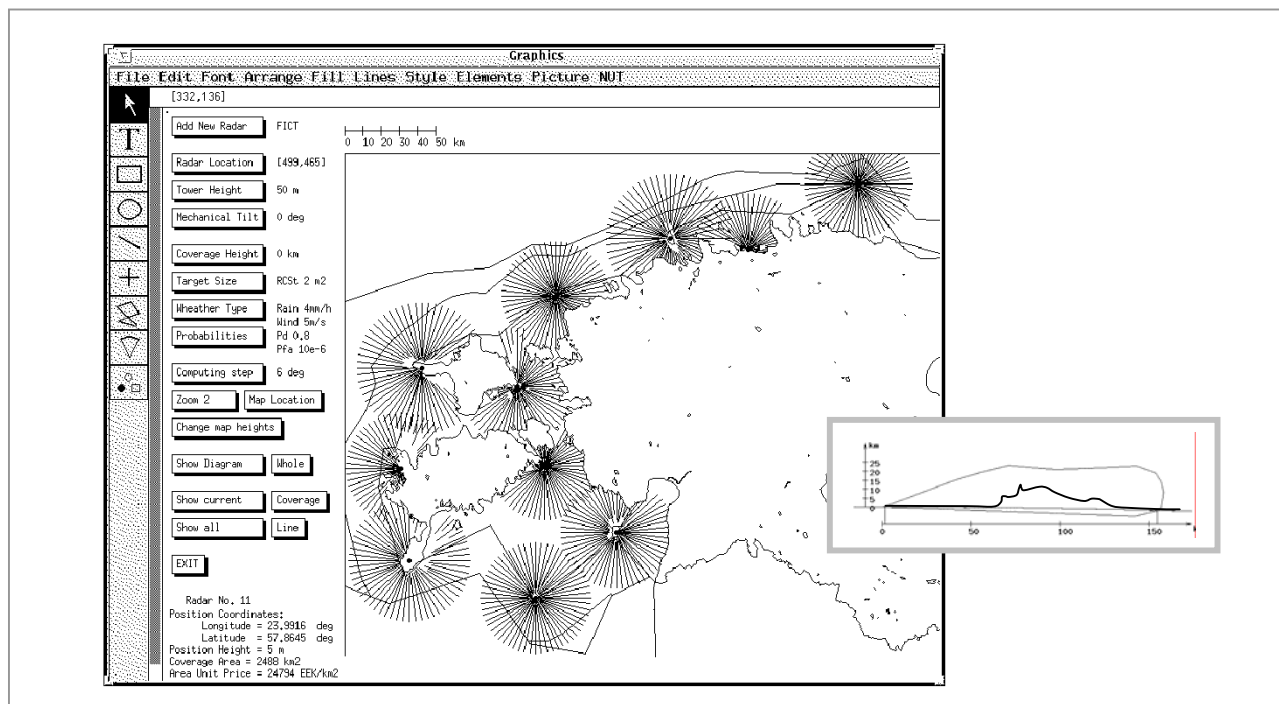 Graphics
File Edit Font Arrange Fill Lines Style Elements Picture NUT
[332,136]
Add New Radar FICT
0 10 20 30 40 50 km
Radar Location [499,465]
Tower Height 50 m
Mechanical Tilt 0 deg
Coverage Height 0 km
Target Size RCSt 2 m2
Wheather Type Rain 4mm/h
Wind 5m/s
Probabilities Pd 0.8
Pfa 10e-6
Computing step 6 deg
Zoom 2 Map Location
Change map heights
Show Diagram Whole
Show current Coverage
Show all Line
EXIT
Radar No. 11
Position Coordinates:
Longitude = 23.9916 deg
Latitude = 57.8645 deg
Position Height = 5 m
Coverage Area = 2488 km2
Area Unit Price = 24794 EEK/km2
T
km
25
20
15
10
5
0
0 50 100 150